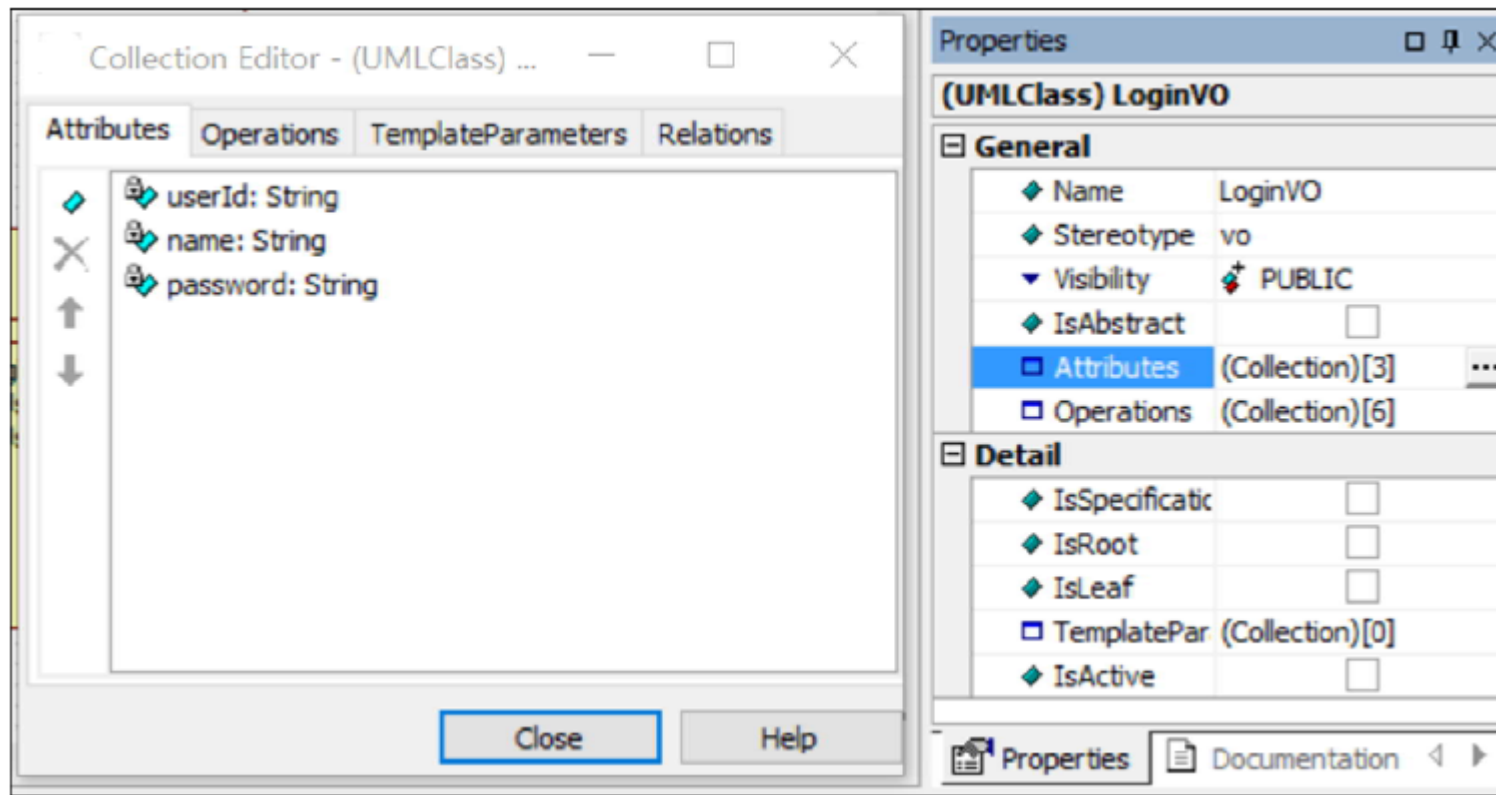 Collection Editor - (UMLClass) ...
Attributes Operations TemplateParameters Relations
userId: String
name: String
password: String
Close Help
Properties
(UMLClass) LoginVO
General
Name LoginVO
Stereotype vo
Visibility PUBLIC
IsAbstract
Attributes (Collection)[3] ...
Operations (Collection)[6]
Detail
IsSpecificatic
IsRoot
IsLeaf
TemplatePar (Collection)[0]
IsActive
Properties Documentation